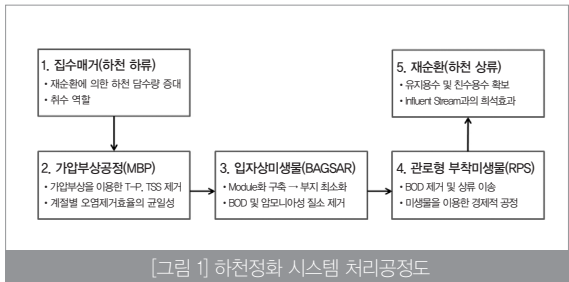 1. 집수매거(하천 하류)
• 재순환에 의한 하천 담수량 증대
• 취수 역할
2. 가압부상공정(MBP)
• 가압부상을 이용한 T-P, TSS 제거
• 계절별 오염제거효율의 균일성
3. 입자상미생물(BAGSAR)
• Module화 구축 → 부지 최소화
• BOD 및 암모니아성 질소 제거
4. 관로형 부착미생물(RPS)
• BOD 제거 및 상류 이송
• 미생물을 이용한 경제적 공정
5. 재순환(하천 상류)
• 유지용수 및 친수용수 확보
• Influent Stream과의 희석효과
[그림 1] 하천정화 시스템 처리공정도